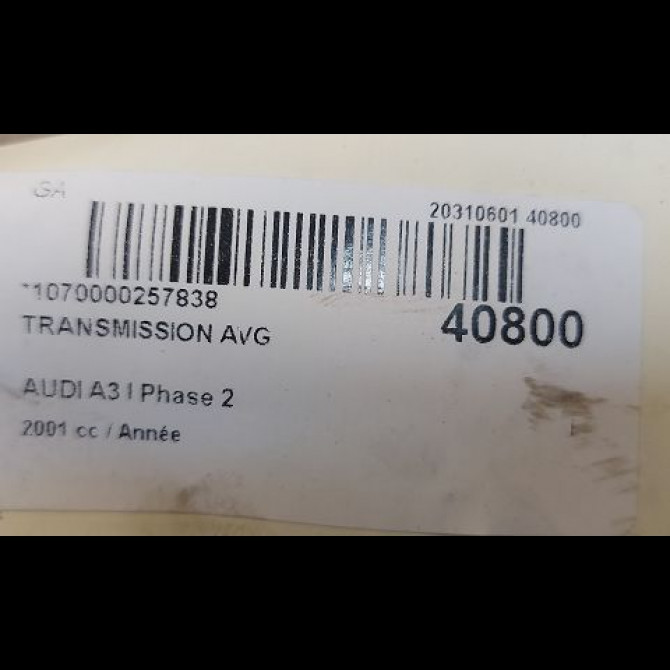 GA
20310601 40800
*1070000257838
40800
TRANSMISSION AVG
AUDI A3 I Phase 2
2001 cc / Année